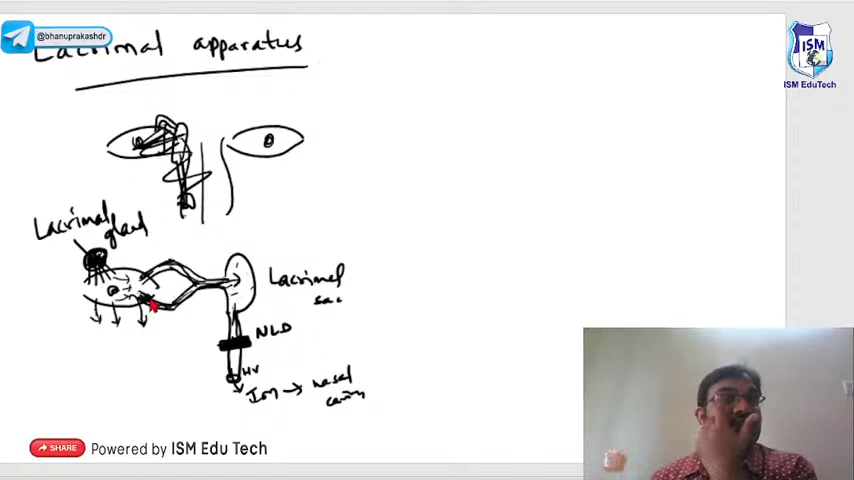 @bhanuprakashdr
Lacrimal apparatus
ISM
ISM EduTech
Lacrimal
gland
Lacrimal
sac
NLD
HV
IM → nasal
cavity
SHARE
Powered by ISM Edu Tech